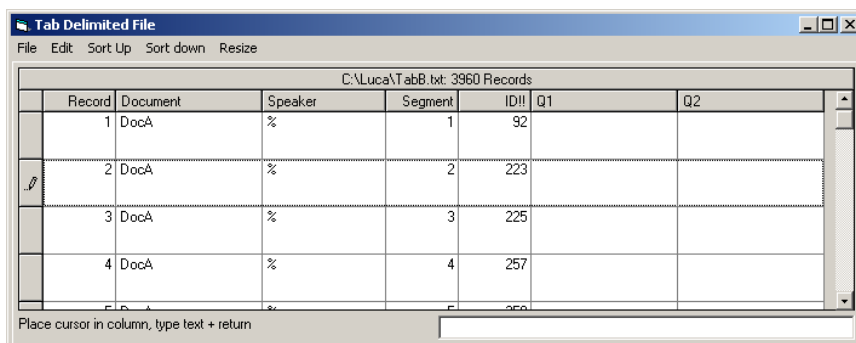 Tab Delimited File
File Edit Sort Up Sort down Resize
C:\Luca\TabB.txt: 3960 Records
Record Document Speaker Segment ID!! Q1 Q2
1 DocA % 1 92
2 DocA % 2 223
3 DocA % 3 225
4 DocA % 4 257
Place cursor in column, type text + return